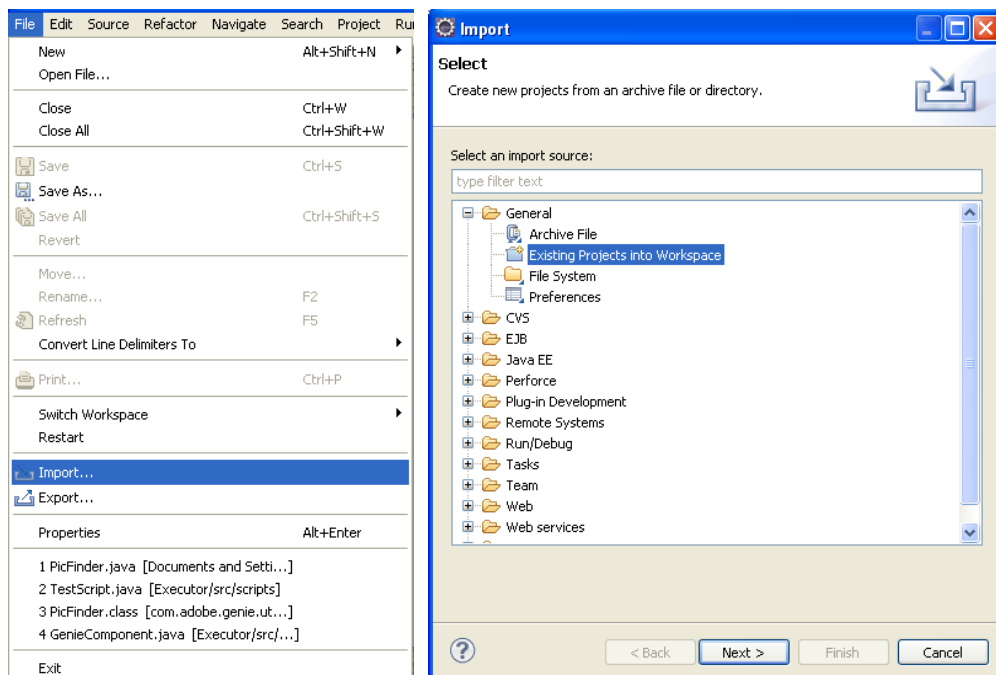 File Edit Source Refactor Navigate Search Project Ru
New Alt+Shift+N
Open File...
Close Ctrl+W
Close All Ctrl+Shift+W
Save Ctrl+S
Save As...
Save All Ctrl+Shift+S
Revert
Move...
Rename... F2
Refresh F5
Convert Line Delimiters To
Print... Ctrl+P
Switch Workspace
Restart
Import...
Export...
Properties Alt+Enter
1 PicFinder.java [Documents and Setti...]
2 TestScript.java [Executor/src/scripts]
3 PicFinder.class [com.adobe.genie.ut...]
4 GenieComponent.java [Executor/src/...]
Exit
Import
Select
Create new projects from an archive file or directory.
Select an import source:
type filter text
General
Archive File
Existing Projects into Workspace
File System
Preferences
CVS
EJB
Java EE
Perforce
Plug-in Development
Remote Systems
Run/Debug
Tasks
Team
Web
Web services
? < Back Next > Finish Cancel